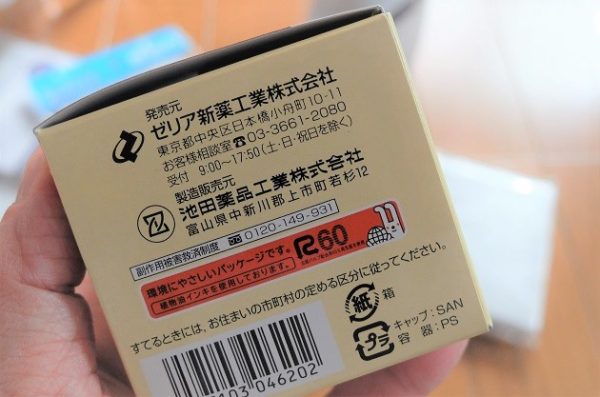 発売元
ゼリア新薬工業株式会社
東京都中央区日本橋小舟町10-11
お客様相談室☎03-3661-2080
受付 9:00~17:50(土・日・祝日を除く)
製造販売元
池田薬品工業株式会社
富山県中新川郡上市町若杉12
副作用被害救済制度 0120-149-931
環境にやさしいパッケージです。
植物油インキを使用しております。
R60
すてるときには、お住まいの市町村の定める区分に従ってください。
紙 箱
プラ
キャップ:SAN
容器:PS
103 046202